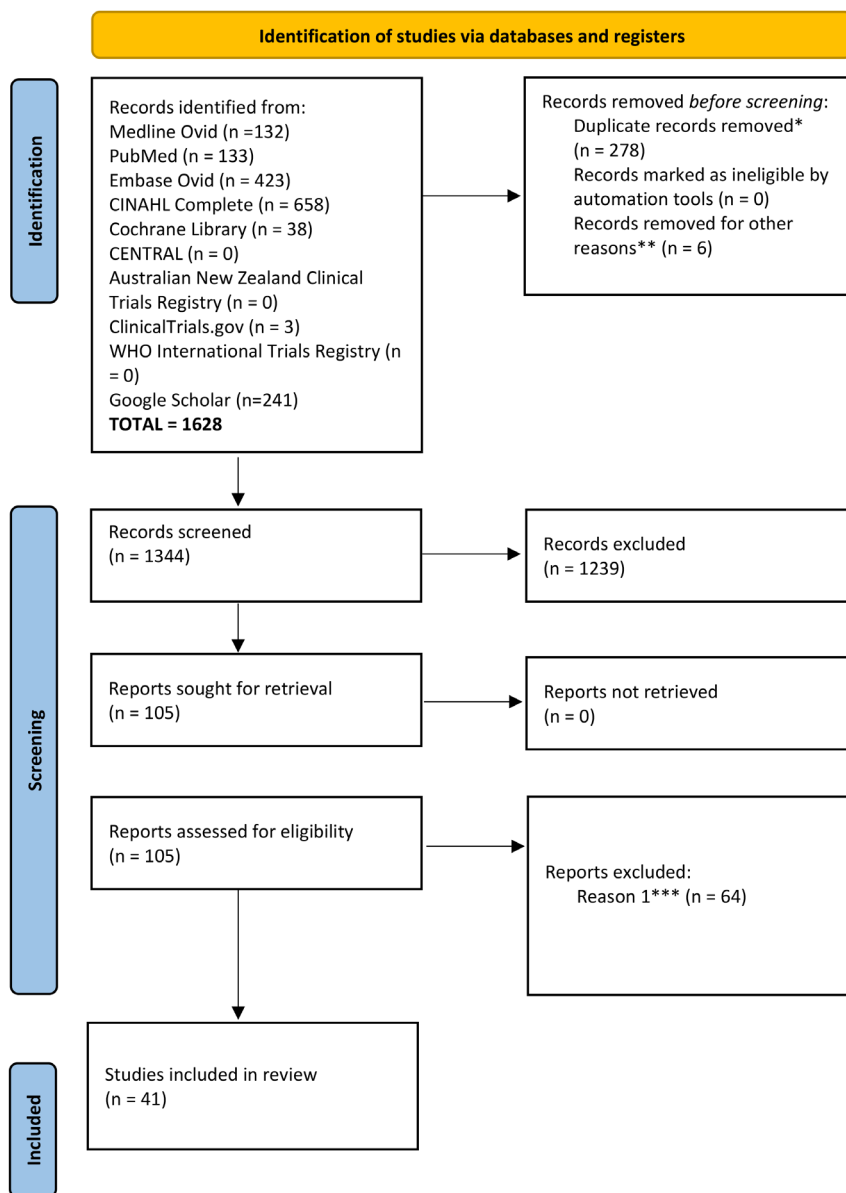 Identification of studies via databases and registers
Identification
Records identified from:
Medline Ovid (n =132)
PubMed (n = 133)
Embase Ovid (n = 423)
CINAHL Complete (n = 658)
Cochrane Library (n = 38)
CENTRAL (n = 0)
Australian New Zealand Clinical
Trials Registry (n = 0)
ClinicalTrials.gov (n = 3)
WHO International Trials Registry (n
= 0)
Google Scholar (n=241)
TOTAL = 1628
Records removed before screening:
Duplicate records removed*
(n = 278)
Records marked as ineligible by
automation tools (n = 0)
Records removed for other
reasons** (n = 6)
Screening
Records screened
(n = 1344)
Records excluded
(n = 1239)
Reports sought for retrieval
(n = 105)
Reports not retrieved
(n = 0)
Reports assessed for eligibility
(n = 105)
Reports excluded:
Reason 1*** (n = 64)
Included
Studies included in review
(n = 41)